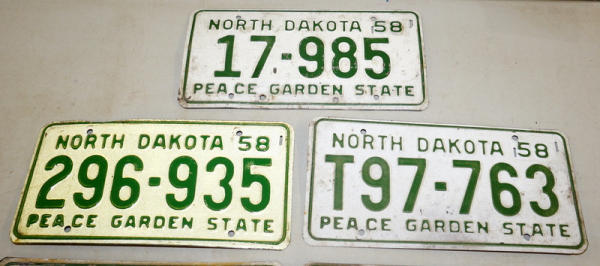 NORTH DAKOTA 58
17-985
PEACE GARDEN STATE
NORTH DAKOTA 58
296-935
PEACE GARDEN STATE
NORTH DAKOTA 58
T97-763
PEACE GARDEN STATE